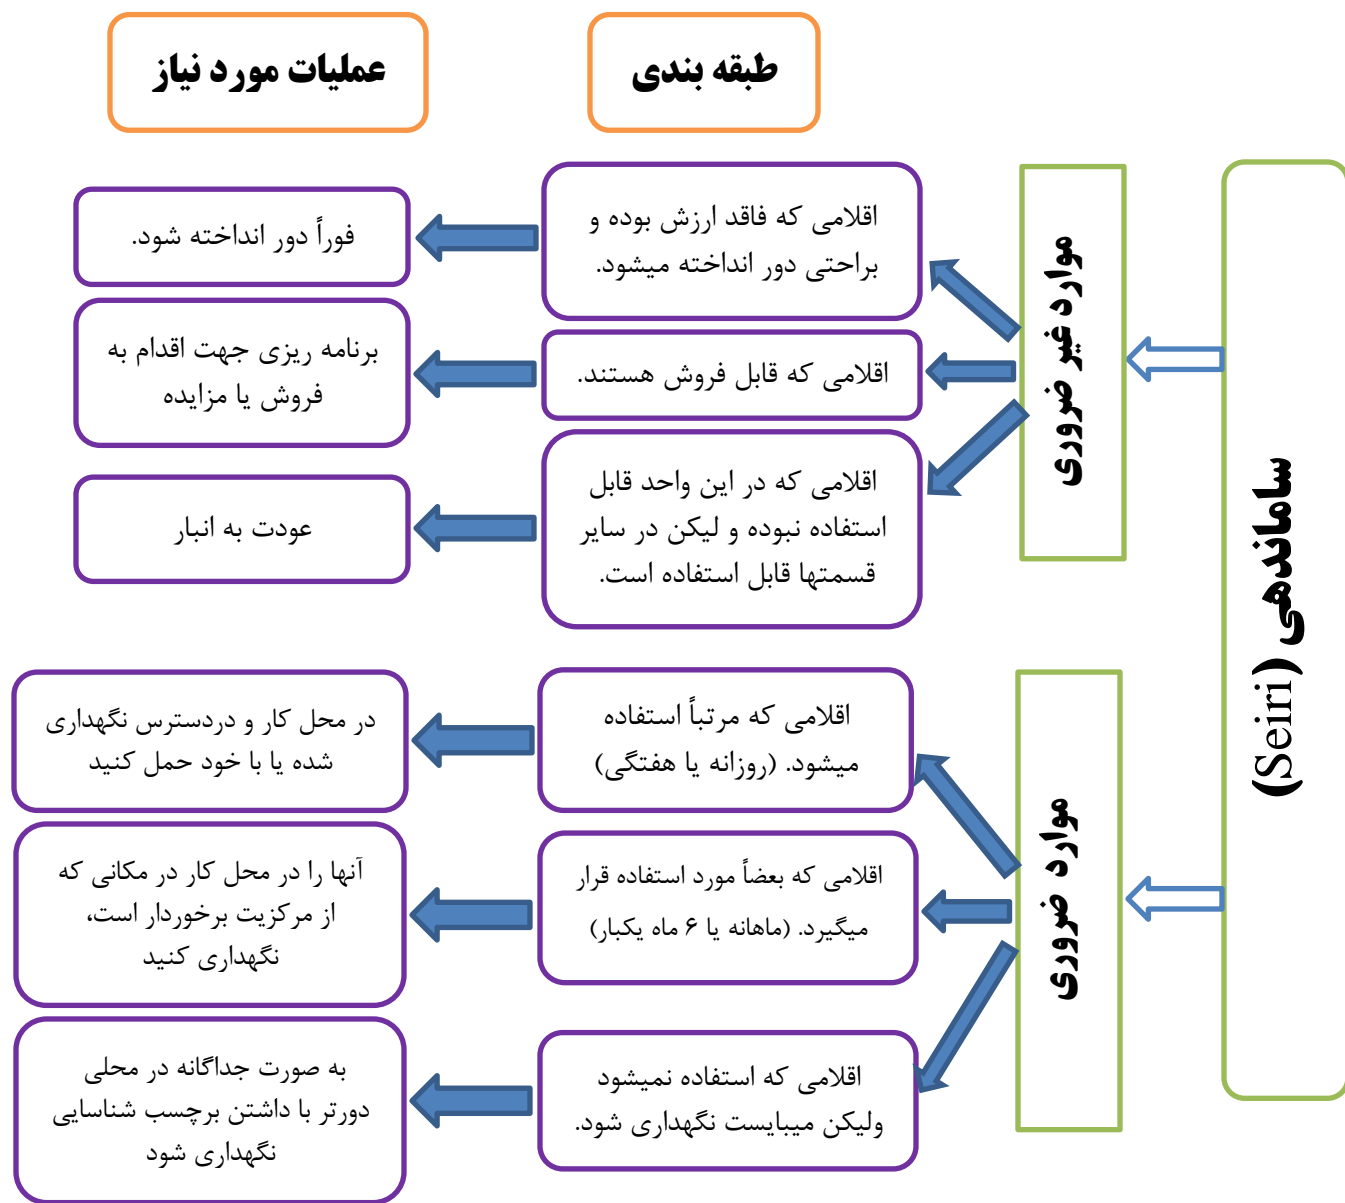 طبقه بندی
عملیات مورد نیاز
ساماندهی (Seiri)
موارد غیر ضروری
اقلامی که فاقد ارزش بوده و
براحتی دور انداخته میشود.
فوراً دور انداخته شود.
اقلامی که قابل فروش هستند.
برنامه ریزی جهت اقدام به
فروش یا مزایده
اقلامی که در این واحد قابل
استفاده نبوده و لیکن در سایر
قسمتها قابل استفاده است.
عودت به انبار
موارد ضروری
اقلامی که مرتباً استفاده
میشود. (روزانه یا هفتگی)
در محل کار و دردسترس نگهداری
شده یا با خود حمل کنید
اقلامی که بعضاً مورد استفاده قرار
میگیرد. (ماهانه یا ۶ ماه یکبار)
آنها را در محل کار در مکانی که
از مرکزیت برخوردار است،
نگهداری کنید
اقلامی که استفاده نمیشود
ولیکن میبایست نگهداری شود.
به صورت جداگانه در محلی
دورتر با داشتن برچسب شناسایی
نگهداری شود